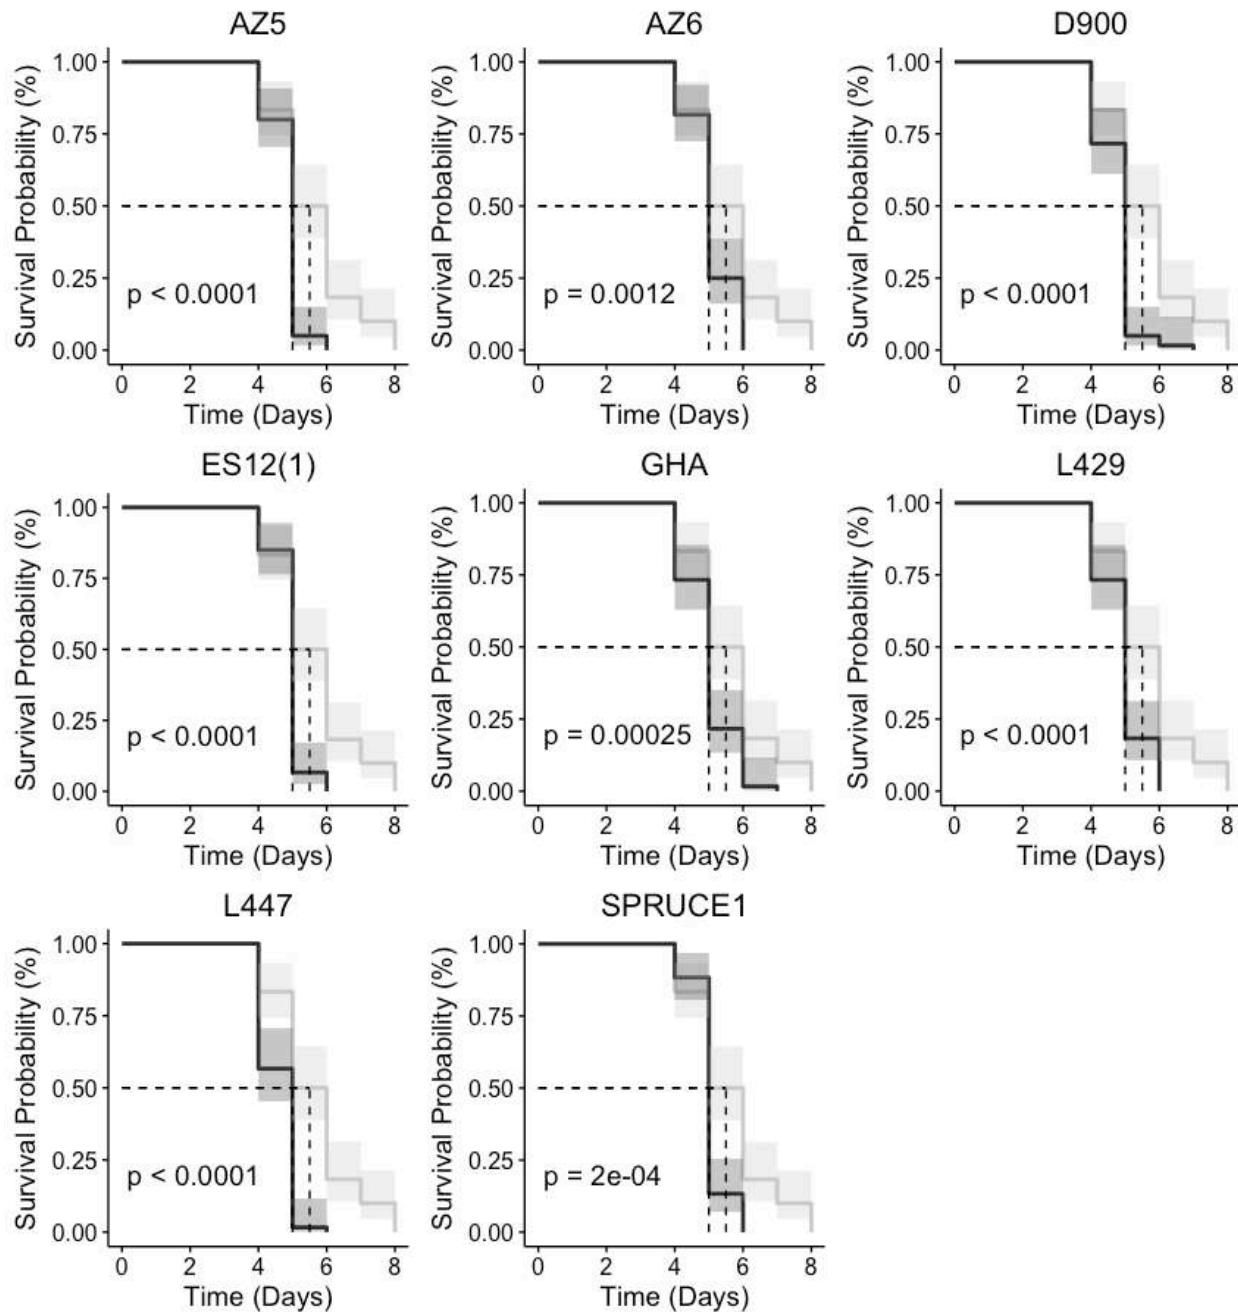 AZ5
AZ6
D900
Survival Probability (%)
1.00
0.75
0.50
0.25
0.00
p < 0.0001
0 2 4 6 8
Time (Days)
Survival Probability (%)
1.00
0.75
0.50
0.25
0.00
p = 0.0012
0 2 4 6 8
Time (Days)
Survival Probability (%)
1.00
0.75
0.50
0.25
0.00
p < 0.0001
0 2 4 6 8
Time (Days)
ES12(1)
GHA
L429
Survival Probability (%)
1.00
0.75
0.50
0.25
0.00
p < 0.0001
0 2 4 6 8
Time (Days)
Survival Probability (%)
1.00
0.75
0.50
0.25
0.00
p = 0.00025
0 2 4 6 8
Time (Days)
Survival Probability (%)
1.00
0.75
0.50
0.25
0.00
p < 0.0001
0 2 4 6 8
Time (Days)
L447
SPRUCE1
Survival Probability (%)
1.00
0.75
0.50
0.25
0.00
p < 0.0001
0 2 4 6 8
Time (Days)
Survival Probability (%)
1.00
0.75
0.50
0.25
0.00
p = 2e-04
0 2 4 6 8
Time (Days)